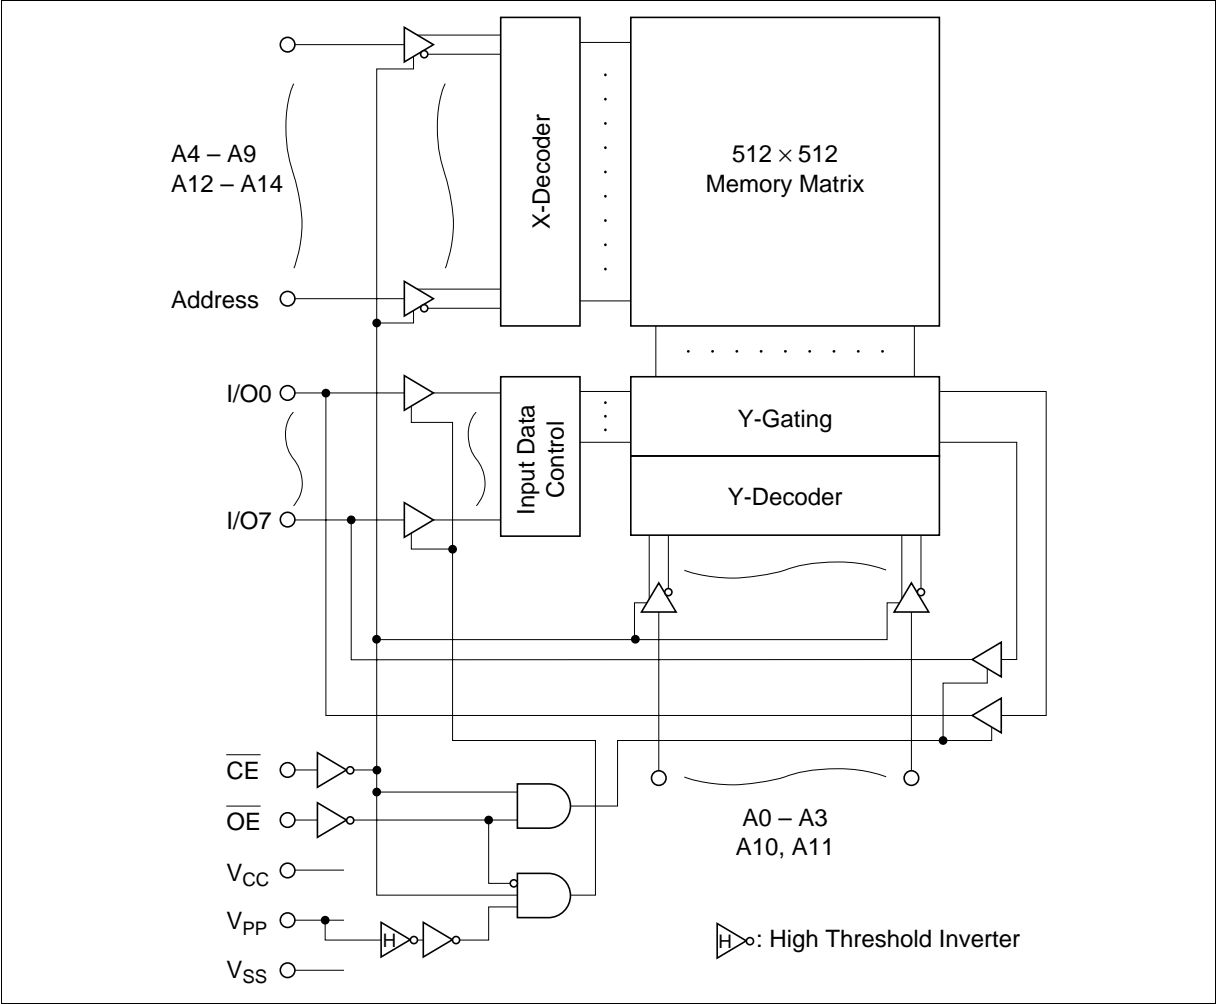 A4 – A9
A12 – A14
X-Decoder
512 × 512
Memory Matrix
Address
I/O0
Input Data
Control
Y-Gating
Y-Decoder
I/O7
CE
OE
VCC
VPP
VSS
A0 – A3
A10, A11
H
H : High Threshold Inverter